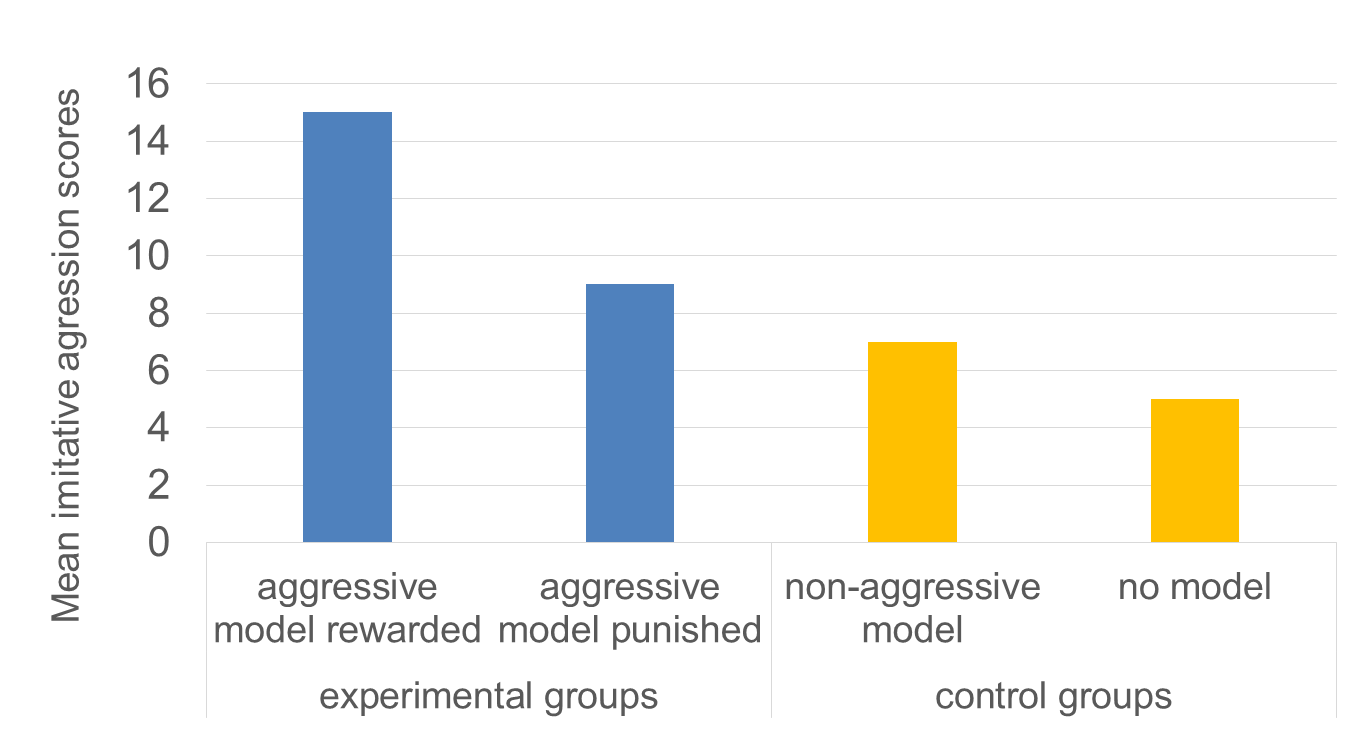 Mean imitative agression scores
16
14
12
10
8
6
4
2
0
aggressive
model rewarded
aggressive
model punished
non-aggressive
model
no model
experimental groups
control groups